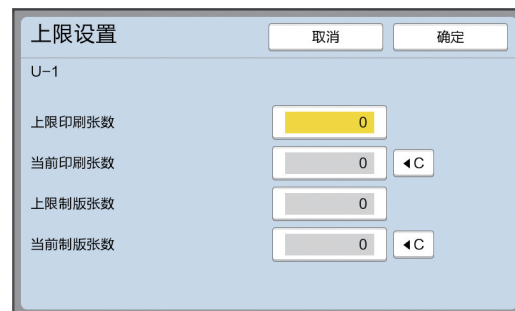 上限设置 取消 确定
U-1
上限印刷张数 0
当前印刷张数 0 ◀C
上限制版张数 0
当前制版张数 0 ◀C